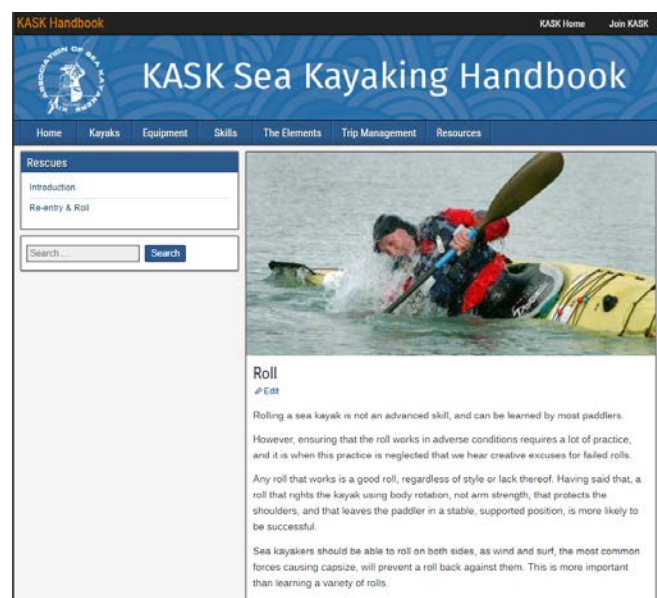 KASK Handbook
KASK Home Join KASK
ASSOCIATION OF SEA KAYAKERS
KASK Sea Kayaking Handbook
Home Kayaks Equipment Skills The Elements Trip Management Resources
Rescues
Introduction
Re-entry & Roll
Search ... Search
Roll
Edit
Rolling a sea kayak is not an advanced skill, and can be learned by most paddlers.
However, ensuring that the roll works in adverse conditions requires a lot of practice,
and it is when this practice is neglected that we hear creative excuses for failed rolls.
Any roll that works is a good roll, regardless of style or lack thereof. Having said that, a
roll that rights the kayak using body rotation, not arm strength, that protects the
shoulders, and that leaves the paddler in a stable, supported position, is more likely to
be successful.
Sea kayakers should be able to roll on both sides, as wind and surf, the most common
forces causing capsize, will prevent a roll back against them. This is more important
than learning a variety of rolls.